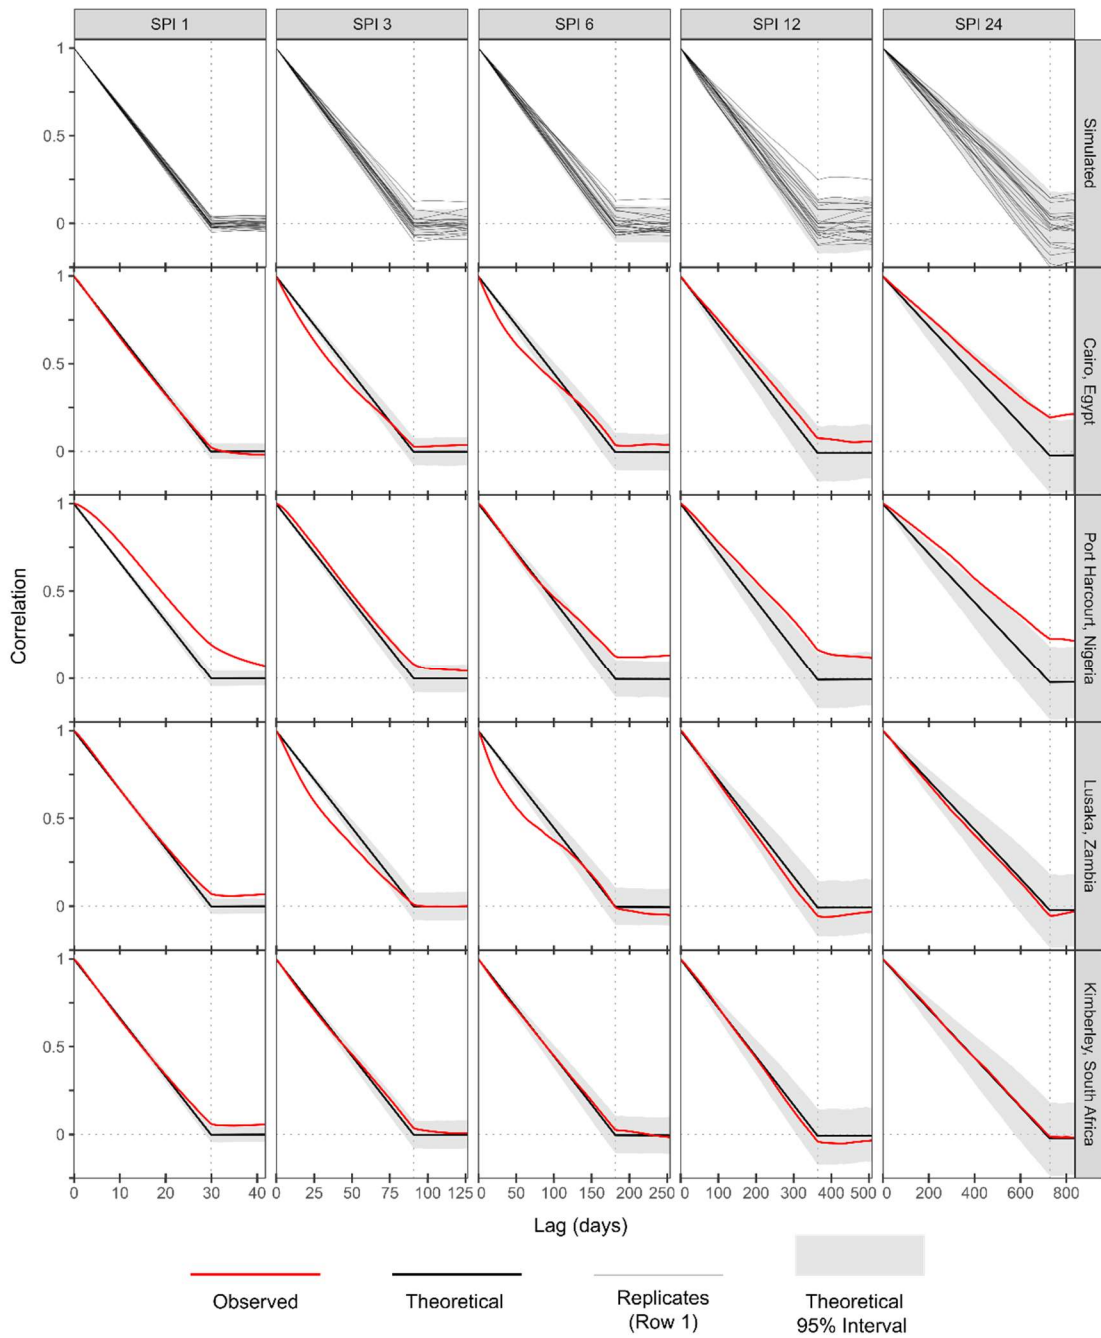 SPI 1
SPI 3
SPI 6
SPI 12
SPI 24
1
0.5
0
Simulated
1
0.5
0
Cairo, Egypt
1
0.5
0
Port Harcourt, Nigeria
1
0.5
0
Lusaka, Zambia
1
0.5
0
Kimberley, South Africa
Correlation
0 10 20 30 40
0 25 50 75 100 125
0 50 100 150 200 250
0 100 200 300 400 500
0 200 400 600 800
Lag (days)
Observed
Theoretical
Replicates
(Row 1)
Theoretical
95% Interval